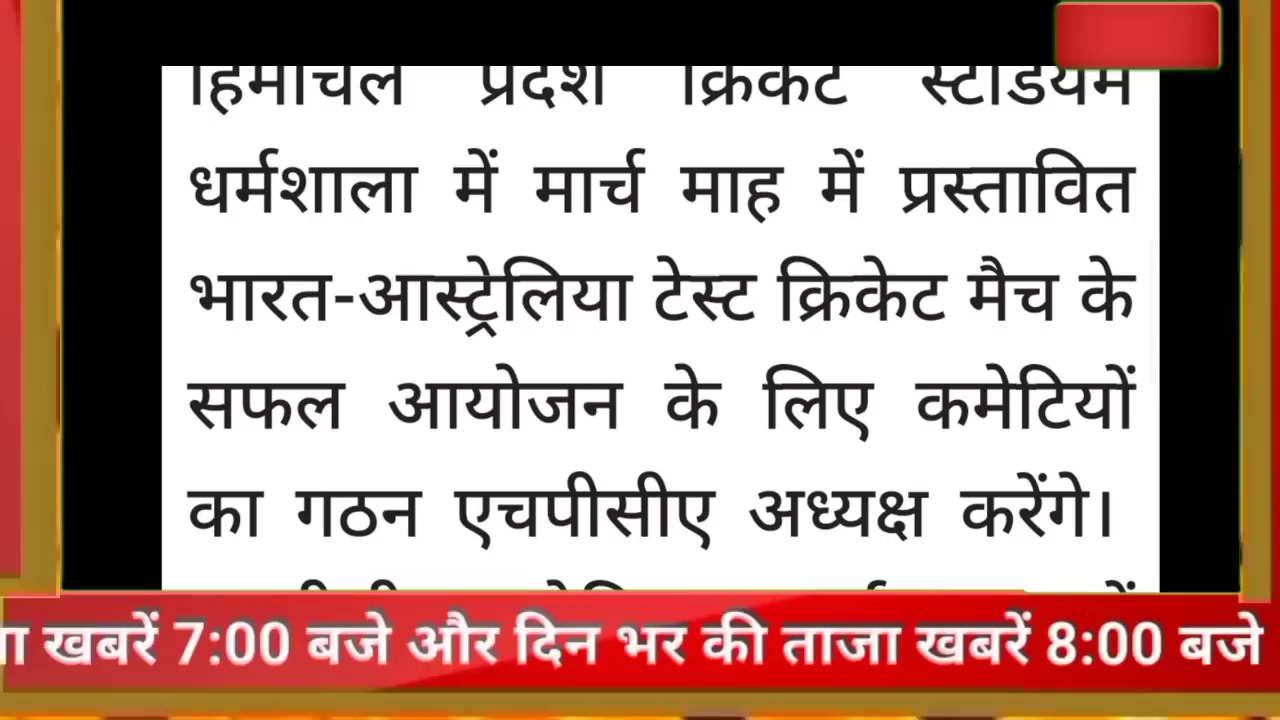 हिमाचल प्रदेश क्रिकेट स्टेडियम
धर्मशाला में मार्च माह में प्रस्तावित
भारत-आस्ट्रेलिया टेस्ट क्रिकेट मैच के
सफल आयोजन के लिए कमेटियों
का गठन एचपीसीए अध्यक्ष करेंगे।
खबरें 7:00 बजे और दिन भर की ताजा खबरें 8:00 बजे